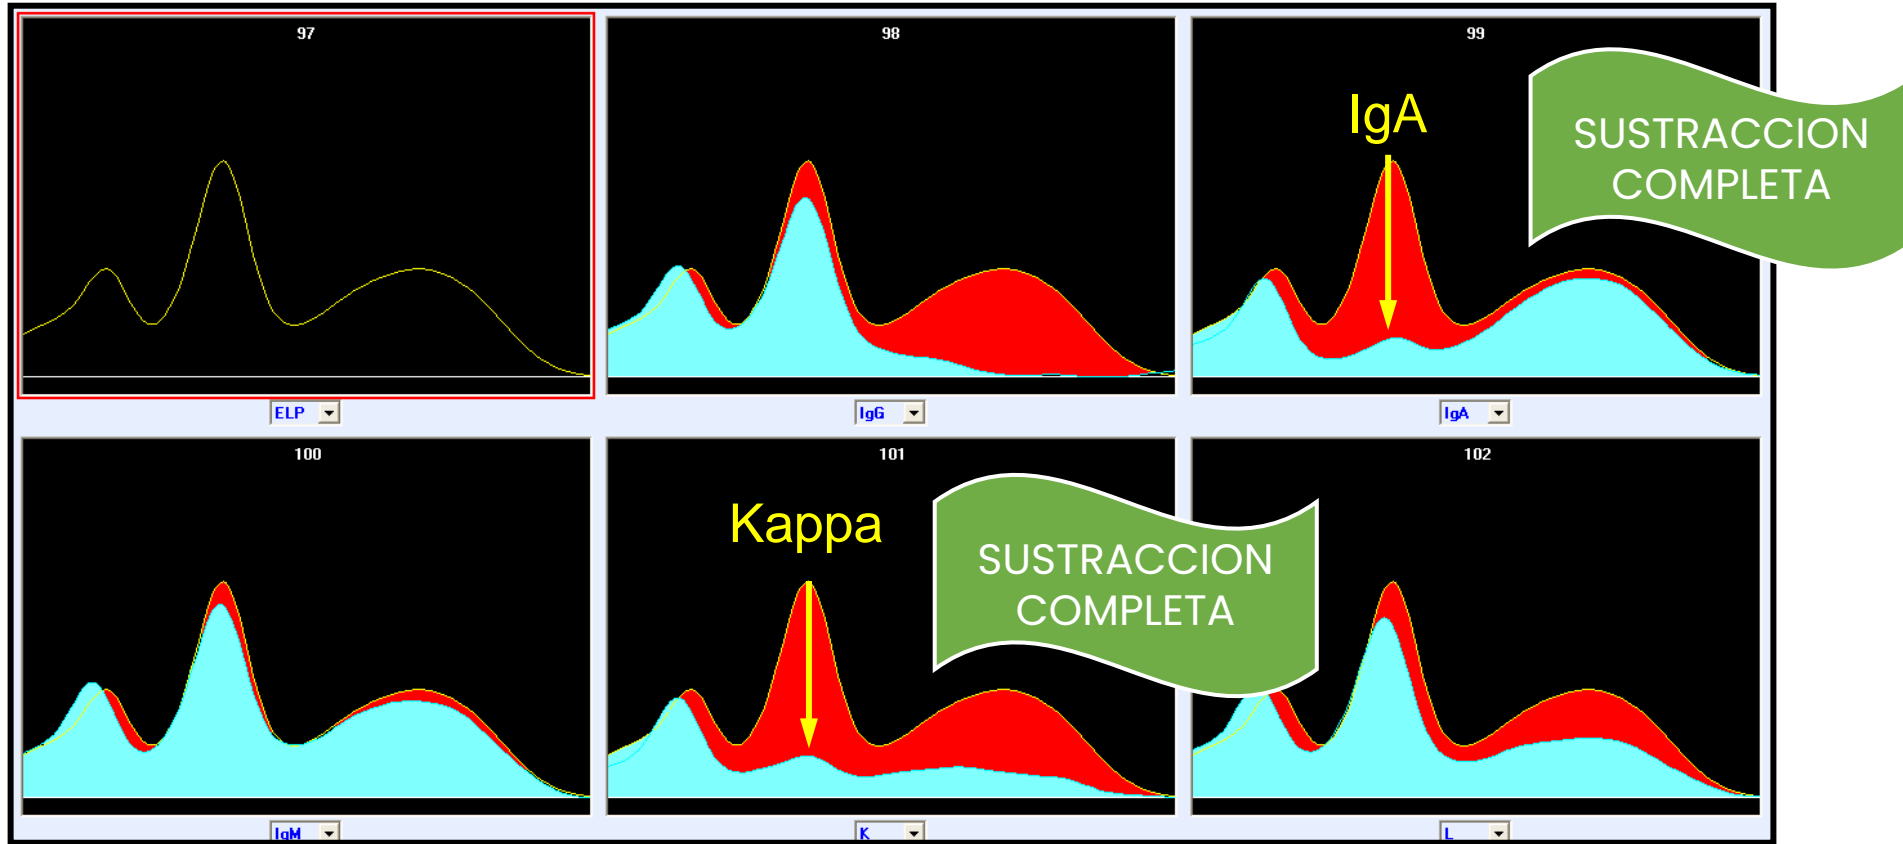 97
98
99
IgA
SUSTRACCION
COMPLETA
ELP
IgG
IgA
100
101
102
Kappa
SUSTRACCION
COMPLETA
IgM
K
L